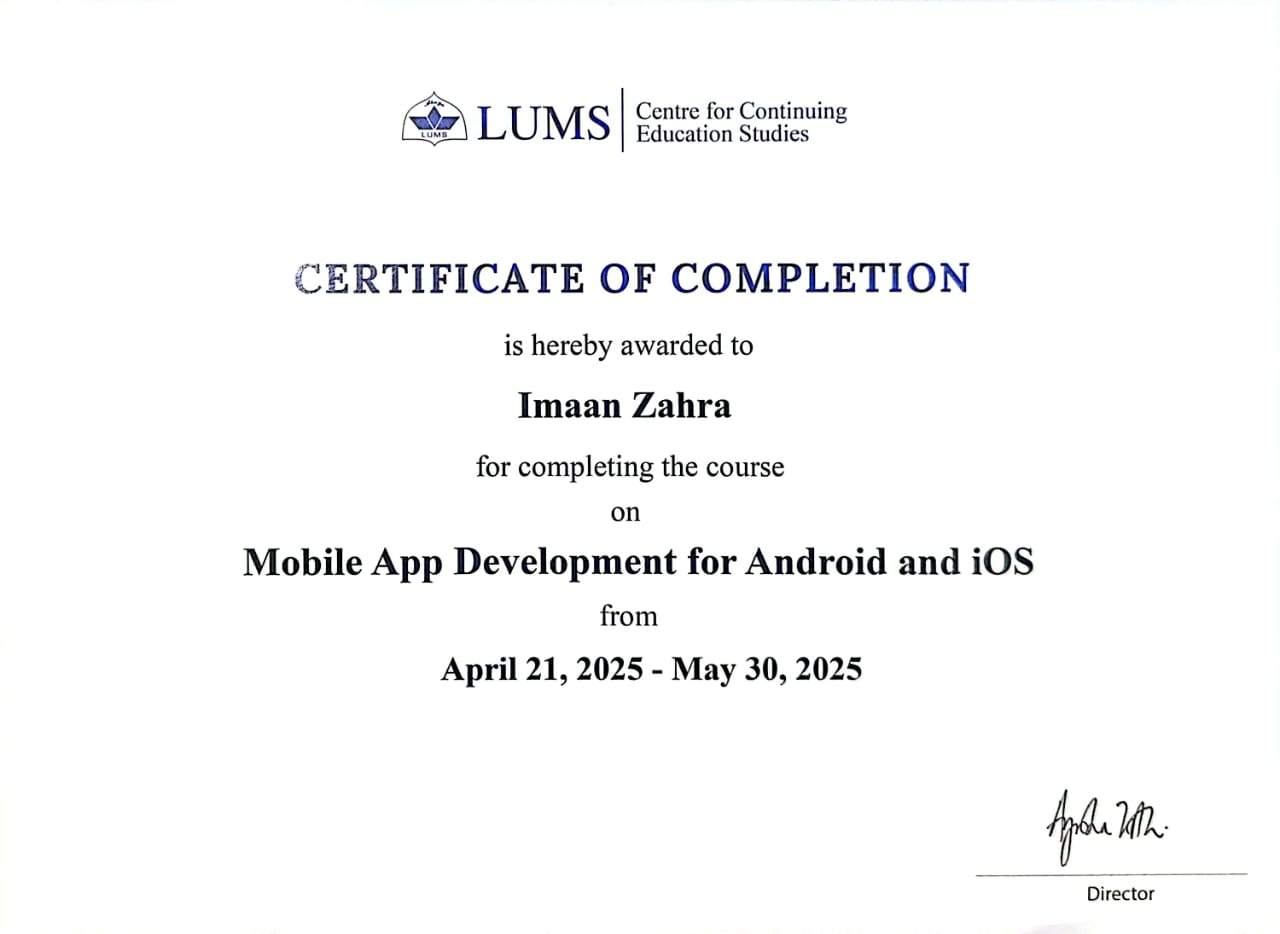 LUMS
LUMS
Centre for Continuing
Education Studies
CERTIFICATE OF COMPLETION
is hereby awarded to
Imaan Zahra
for completing the course
on
Mobile App Development for Android and iOS
from
April 21, 2025 - May 30, 2025
Director